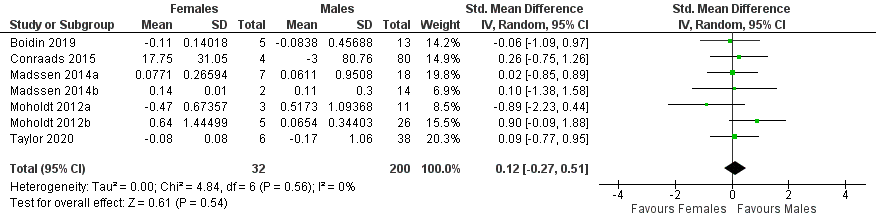 Females Males Std. Mean Difference Std. Mean Difference
Study or Subgroup Mean SD Total Mean SD Total Weight IV, Random, 95% CI IV, Random, 95% CI
Boidin 2019 -0.11 0.14018 5 -0.0838 0.45688 13 14.2% -0.06 [-1.09, 0.97]
Conraads 2015 17.75 31.05 4 -3 80.76 80 15.0% 0.26 [-0.75, 1.26]
Madssen 2014a 0.0771 0.26594 7 0.0611 0.9508 18 19.8% 0.02 [-0.85, 0.89]
Madssen 2014b 0.14 0.01 2 0.11 0.3 14 6.9% 0.10 [-1.38, 1.58]
Moholdt 2012a -0.47 0.67357 3 0.5173 1.09368 11 8.4% -0.89 [-2.23, 0.44]
Moholdt 2012b 0.64 1.44499 5 0.0654 0.34403 26 15.5% 0.90 [-0.09, 1.88]
Taylor 2020 -0.08 0.08 6 -0.17 1.06 38 20.3% 0.09 [-0.77, 0.95]
Total (95% CI) 32 200 100.0% 0.12 [-0.27, 0.51]
Heterogeneity: Tau² = 0.00; Chi² = 4.84, df = 6 (P = 0.56); I² = 0%
Test for overall effect: Z = 0.61 (P = 0.54)
-4 -2 0 2 4
Favours Females Favours Males